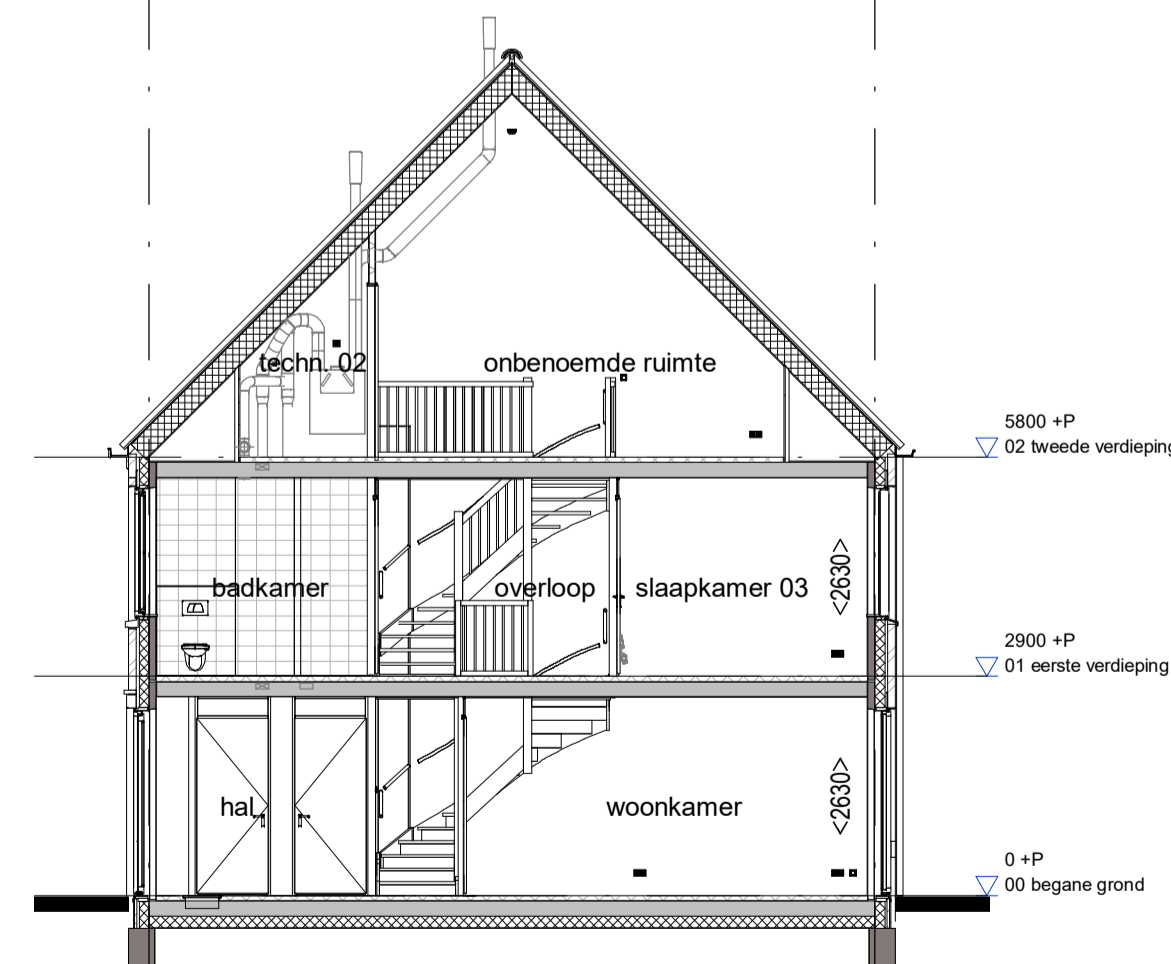 techn. 02
onbenoemde ruimte
5800 +P
02 tweede verdieping
badkamer
overloop
slaapkamer 03
<2630>
2900 +P
01 eerste verdieping
hal
woonkamer
<2630>
0 +P
00 begane grond